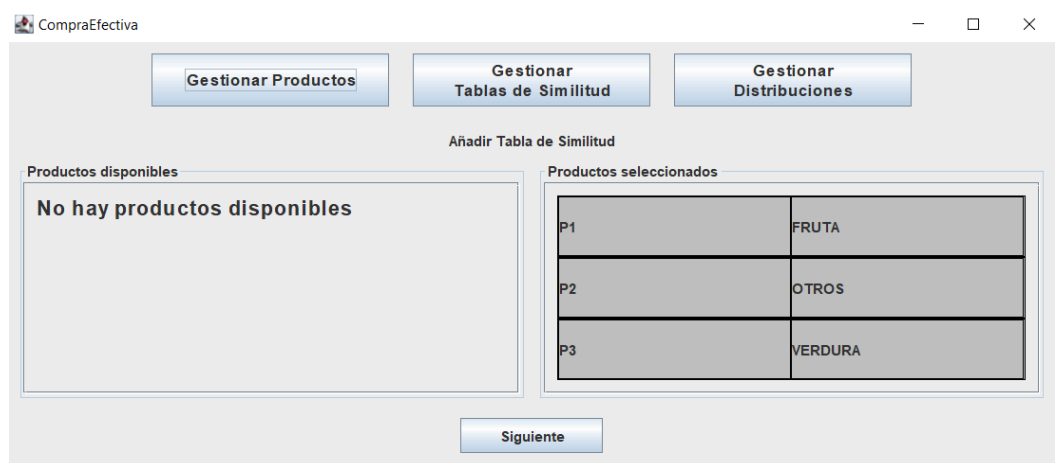 CompraEfectiva
Gestionar Productos
Gestionar
Tablas de Similitud
Gestionar
Distribuciones
Añadir Tabla de Similitud
Productos disponibles
No hay productos disponibles
Productos seleccionados
P1 FRUTA
P2 OTROS
P3 VERDURA
Siguiente